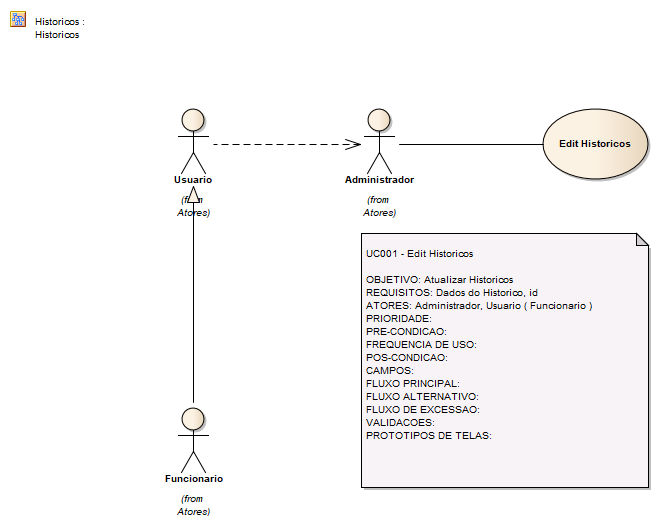 Historicos :
Historicos
Usuario
(from
Atores)
Administrador
(from
Atores)
Edit Historicos
UC001 - Edit Historicos
OBJETIVO: Atualizar Historicos
REQUISITOS: Dados do Historico, id
ATORES: Administrador, Usuario ( Funcionario )
PRIORIDADE:
PRE-CONDICAO:
FREQUENCIA DE USO:
POS-CONDICAO:
CAMPOS:
FLUXO PRINCIPAL:
FLUXO ALTERNATIVO:
FLUXO DE EXCESSAO:
VALIDACOES:
PROTOTIPOS DE TELAS:
Funcionario
(from
Atores)